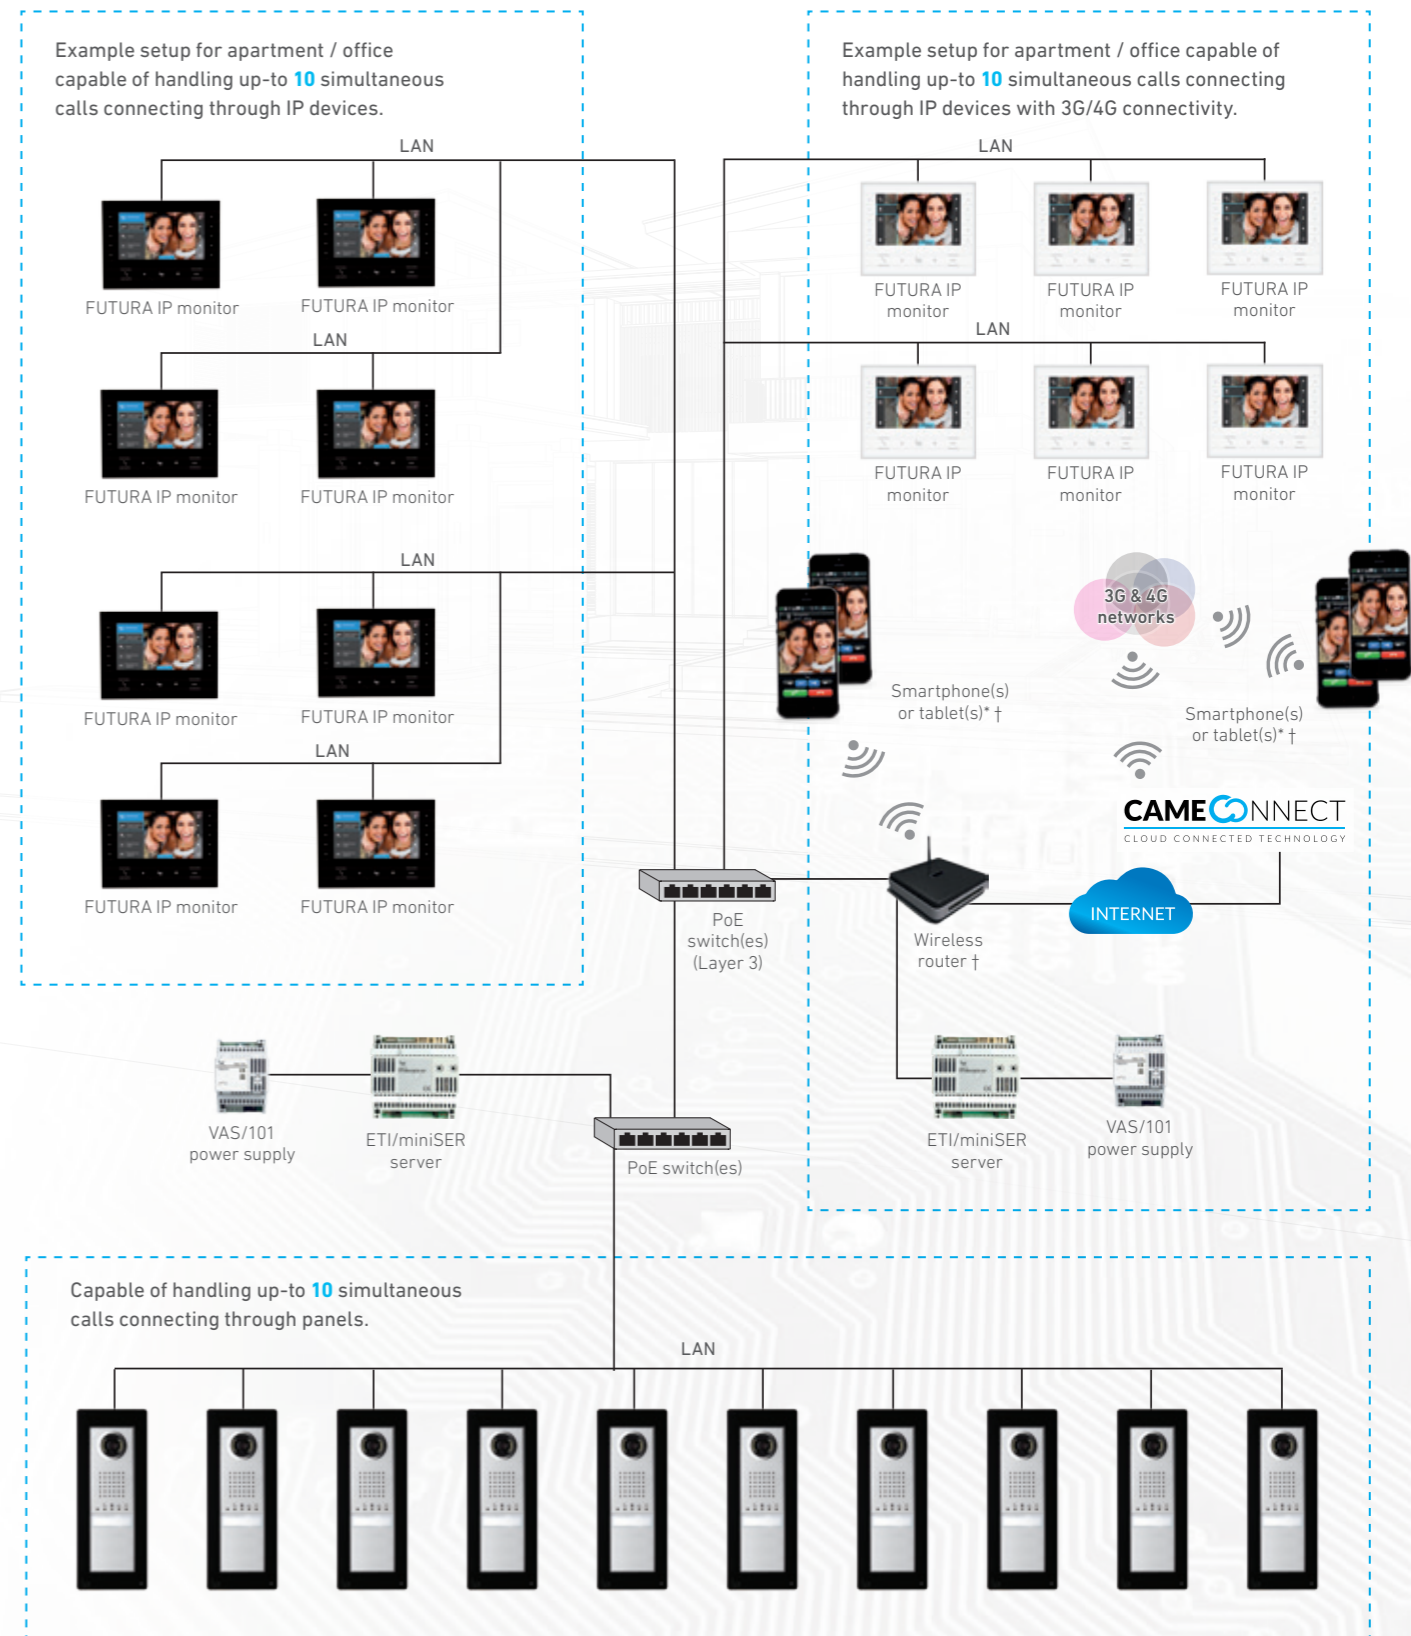 Example setup for apartment / office
capable of handling up-to 10 simultaneous
calls connecting through IP devices.
LAN
FUTURA IP monitor
FUTURA IP monitor
LAN
FUTURA IP monitor
FUTURA IP monitor
LAN
FUTURA IP monitor
FUTURA IP monitor
LAN
FUTURA IP monitor
FUTURA IP monitor
Example setup for apartment / office capable of
handling up-to 10 simultaneous calls connecting
through IP devices with 3G/4G connectivity.
LAN
FUTURA IP
monitor
FUTURA IP
monitor
FUTURA IP
monitor
LAN
FUTURA IP
monitor
FUTURA IP
monitor
FUTURA IP
monitor
3G & 4G
networks
Smartphone(s)
or tablet(s)* †
Smartphone(s)
or tablet(s)* †
CAMECONNECT
CLOUD CONNECTED TECHNOLOGY
INTERNET
PoE
switch(es)
(Layer 3)
Wireless
router †
VAS/101
power supply
ETI/miniSER
server
PoE switch(es)
ETI/miniSER
server
VAS/101
power supply
Capable of handling up-to 10 simultaneous
calls connecting through panels.
LAN